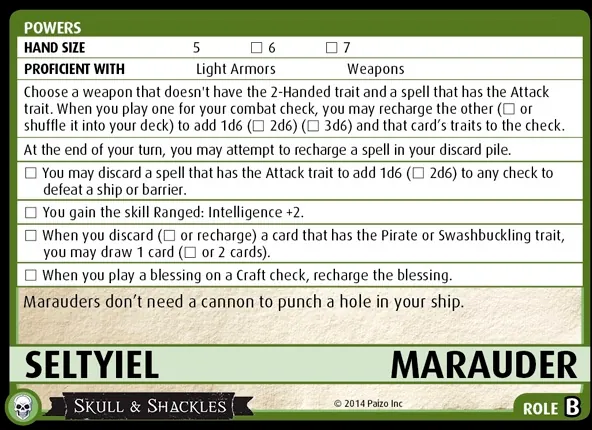 POWERS
HAND SIZE 5 ☐ 6 ☐ 7
PROFICIENT WITH Light Armors Weapons
Choose a weapon that doesn't have the 2-Handed trait and a spell that has the Attack
trait. When you play one for your combat check, you may recharge the other (☐ or
shuffle it into your deck) to add 1d6 (☐ 2d6) (☐ 3d6) and that card's traits to the check.
At the end of your turn, you may attempt to recharge a spell in your discard pile.
☐ You may discard a spell that has the Attack trait to add 1d6 (☐ 2d6) to any check to
defeat a ship or barrier.
☐ You gain the skill Ranged: Intelligence +2.
☐ When you discard (☐ or recharge) a card that has the Pirate or Swashbuckling trait,
you may draw 1 card (☐ or 2 cards).
☐ When you play a blessing on a Craft check, recharge the blessing.
Marauders don't need a cannon to punch a hole in your ship.
SELTYIEL MARAUDER
SKULL & SHACKLES © 2014 Paizo Inc ROLE B